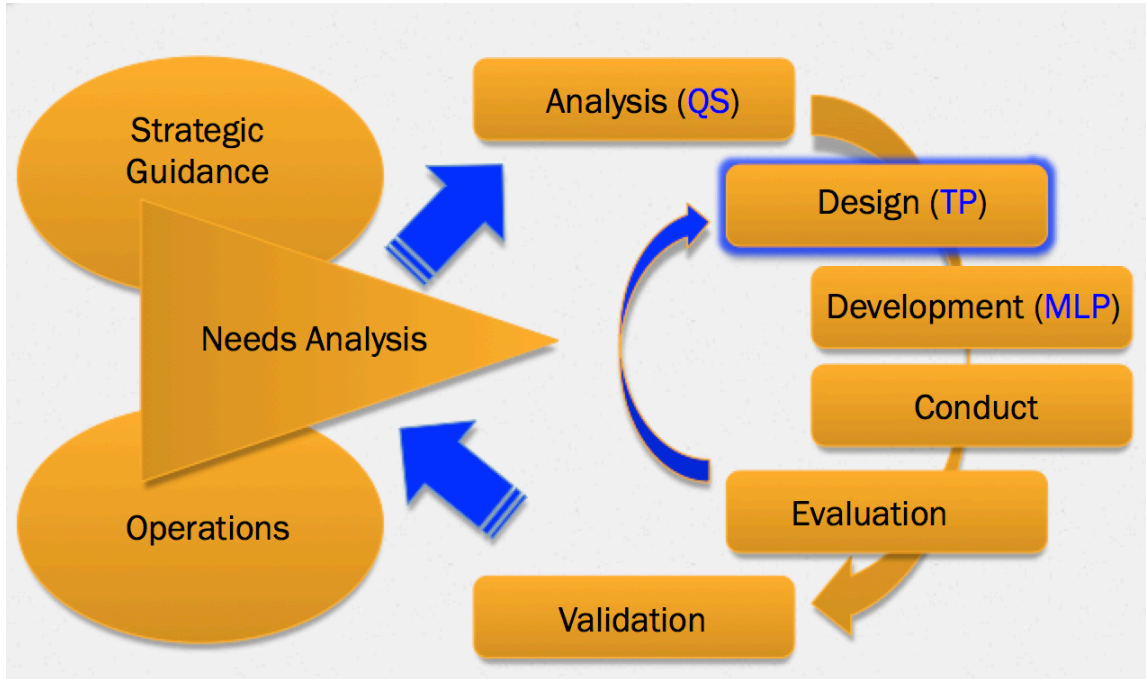 Strategic
Guidance
Needs Analysis
Operations
Analysis (QS)
Design (TP)
Development (MLP)
Conduct
Evaluation
Validation